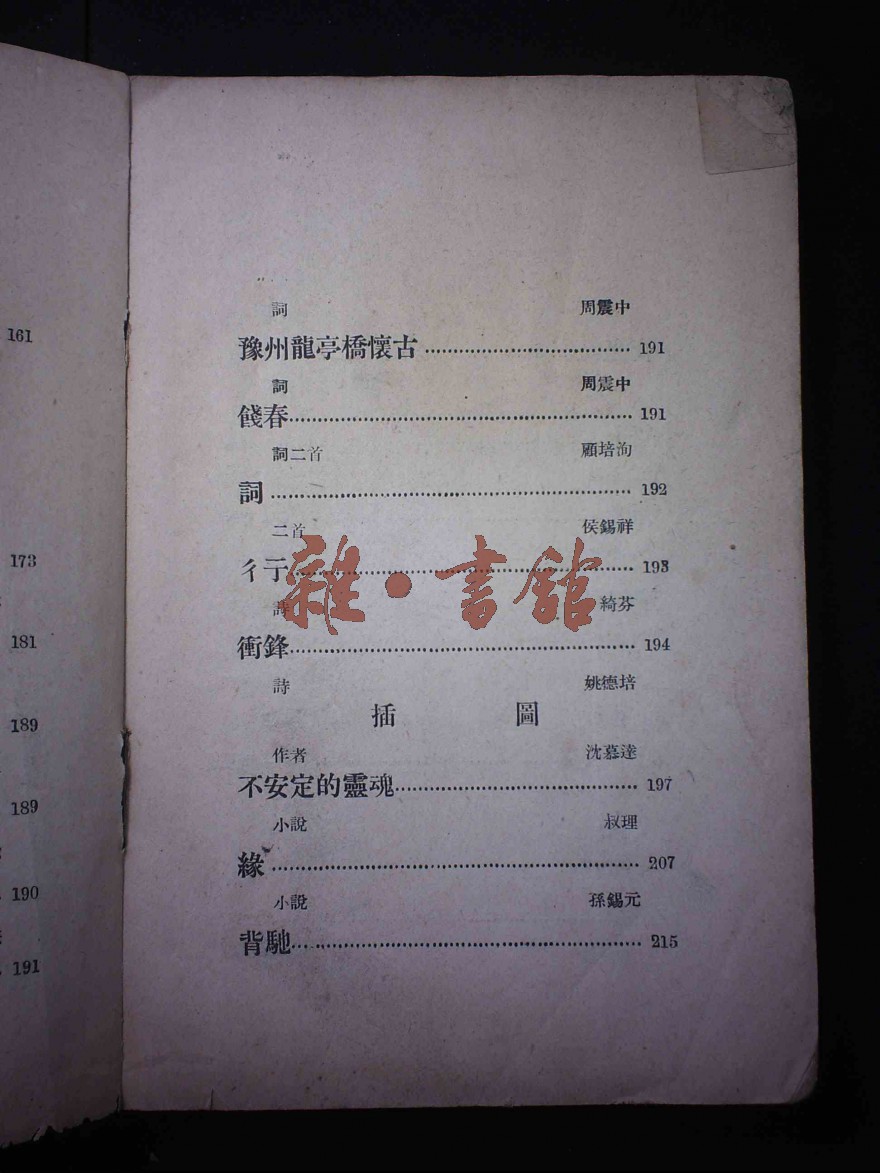 161
173
181
189
189
190
191
詞 周震中
豫州龍亭橋懷古 191
詞 周震中
餞春 191
詞二首 顧培洵
詞 192
二首 侯錫祥
彳亍 193
詩 綺芬
衝鋒 194
詩 姚德培
插圖
作者 沈慕逵
不安定的靈魂 197
小說 叔理
緣 207
小說 孫錫元
背馳 215
雜·書館